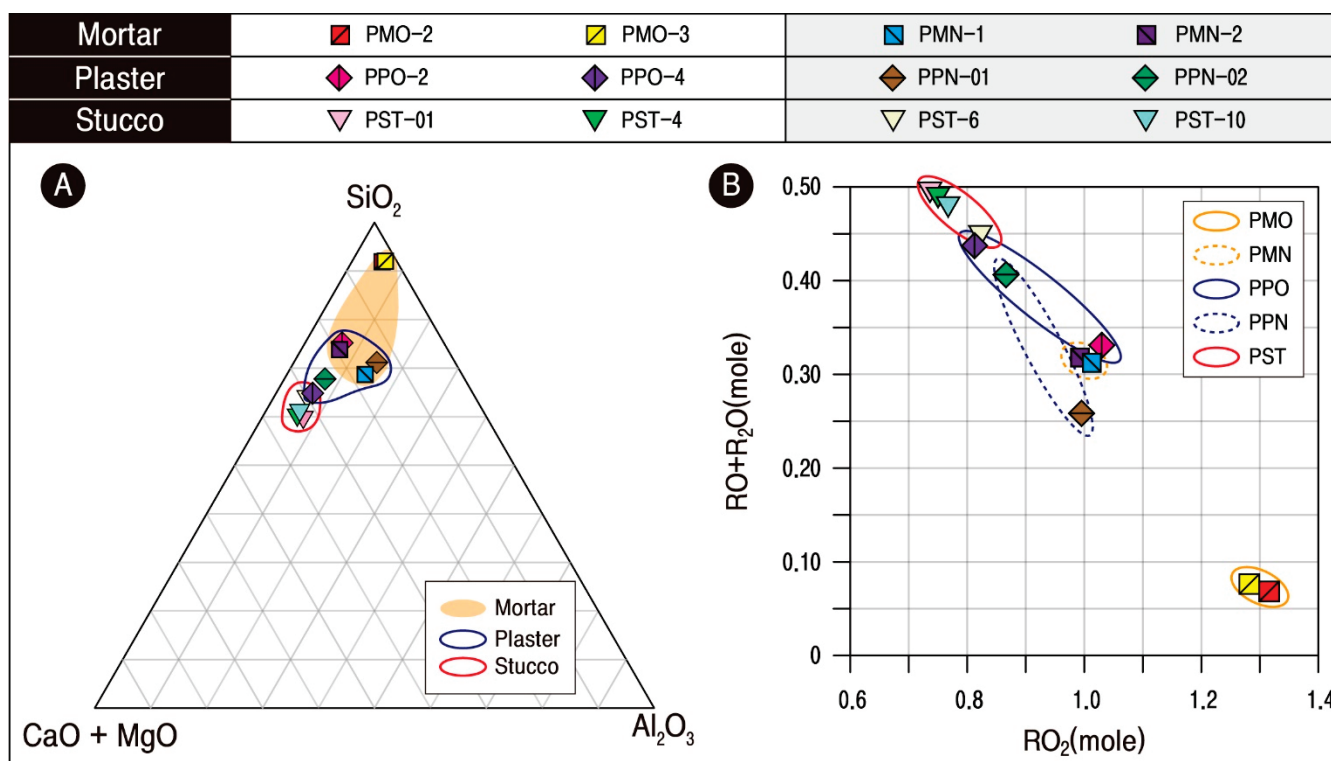 Mortar PMO-2 PMO-3 PMN-1 PMN-2
Plaster PPO-2 PPO-4 PPN-01 PPN-02
Stucco PST-01 PST-4 PST-6 PST-10
A
SiO₂
CaO + MgO
Al₂O₃
Mortar
Plaster
Stucco
B
RO+R₂O(mole)
0.50
0.40
0.30
0.20
0.10
0
0.6 0.8 1.0 1.2 1.4
RO₂(mole)
PMO
PMN
PPO
PPN
PST